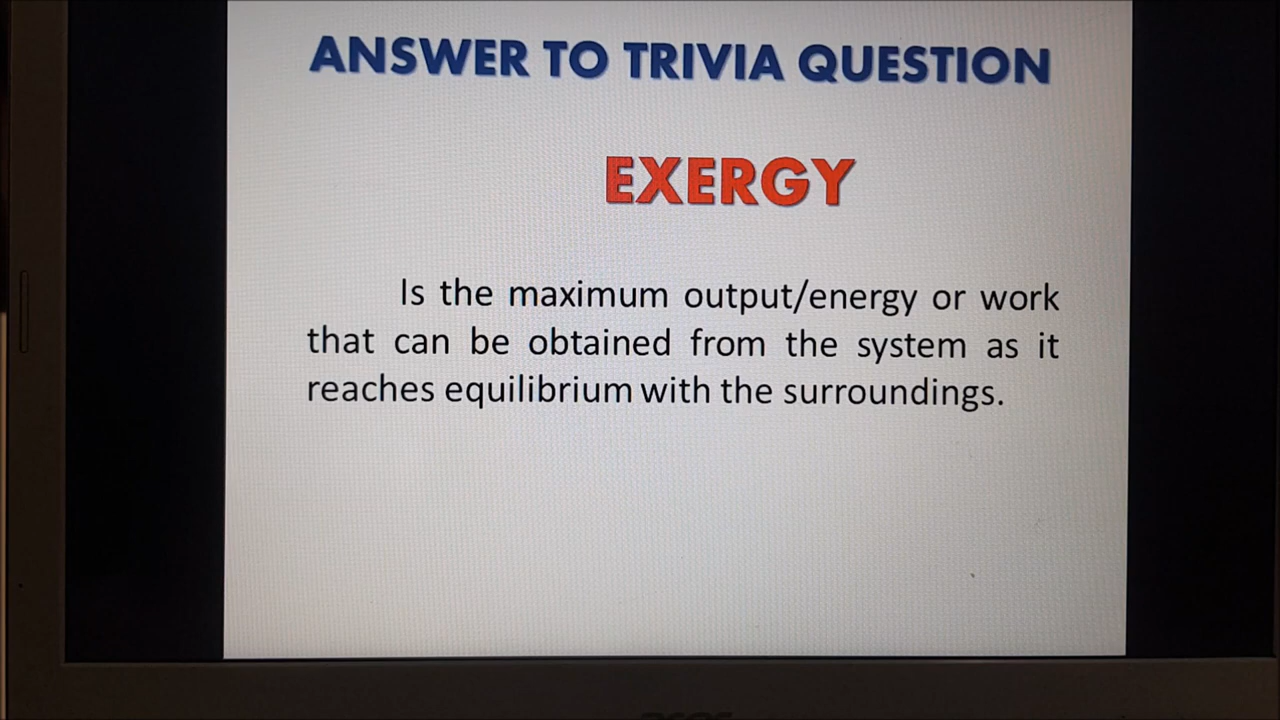 ANSWER TO TRIVIA QUESTION
EXERGY
Is the maximum output/energy or work
that can be obtained from the system as it
reaches equilibrium with the surroundings.
acer